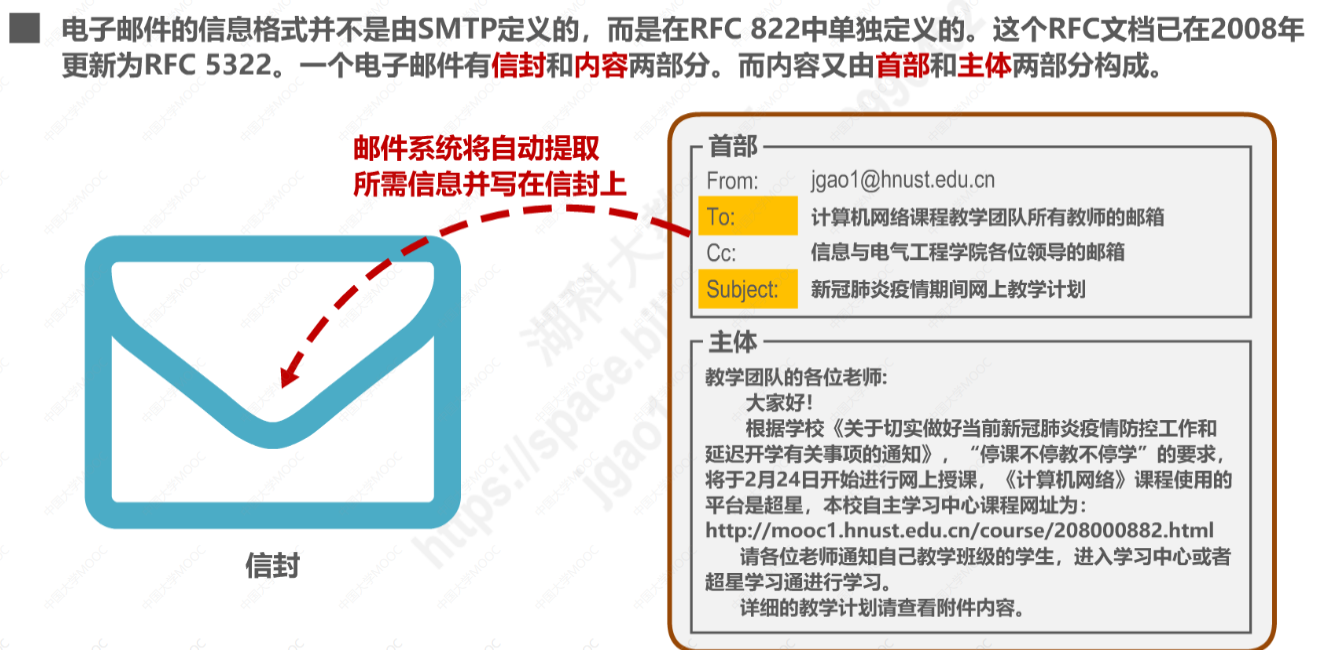 电子邮件的信息格式并不是由SMTP定义的，而是在RFC 822中单独定义的。这个RFC文档已在2008年
更新为RFC 5322。一个电子邮件有信封和内容两部分。而内容又由首部和主体两部分构成。
邮件系统将自动提取
所需信息并写在信封上
信封
首部
From: jgao1@hnust.edu.cn
To: 计算机网络课程教学团队所有教师的邮箱
Cc: 信息与电气工程学院各位领导的邮箱
Subject: 新冠肺炎疫情期间网上教学计划
主体
教学团队的各位老师:
大家好！
根据学校《关于切实做好当前新冠肺炎疫情防控工作和
延迟开学有关事项的通知》，“停课不停教不停学”的要求，
将于2月24日开始进行网上授课，《计算机网络》课程使用的
平台是超星，本校自主学习中心课程网址为：
http://mooc1.hnust.edu.cn/course/208000882.html
请各位老师通知自己教学班级的学生，进入学习中心或者
超星学习通进行学习。
详细的教学计划请查看附件内容。
中国大学MOOC